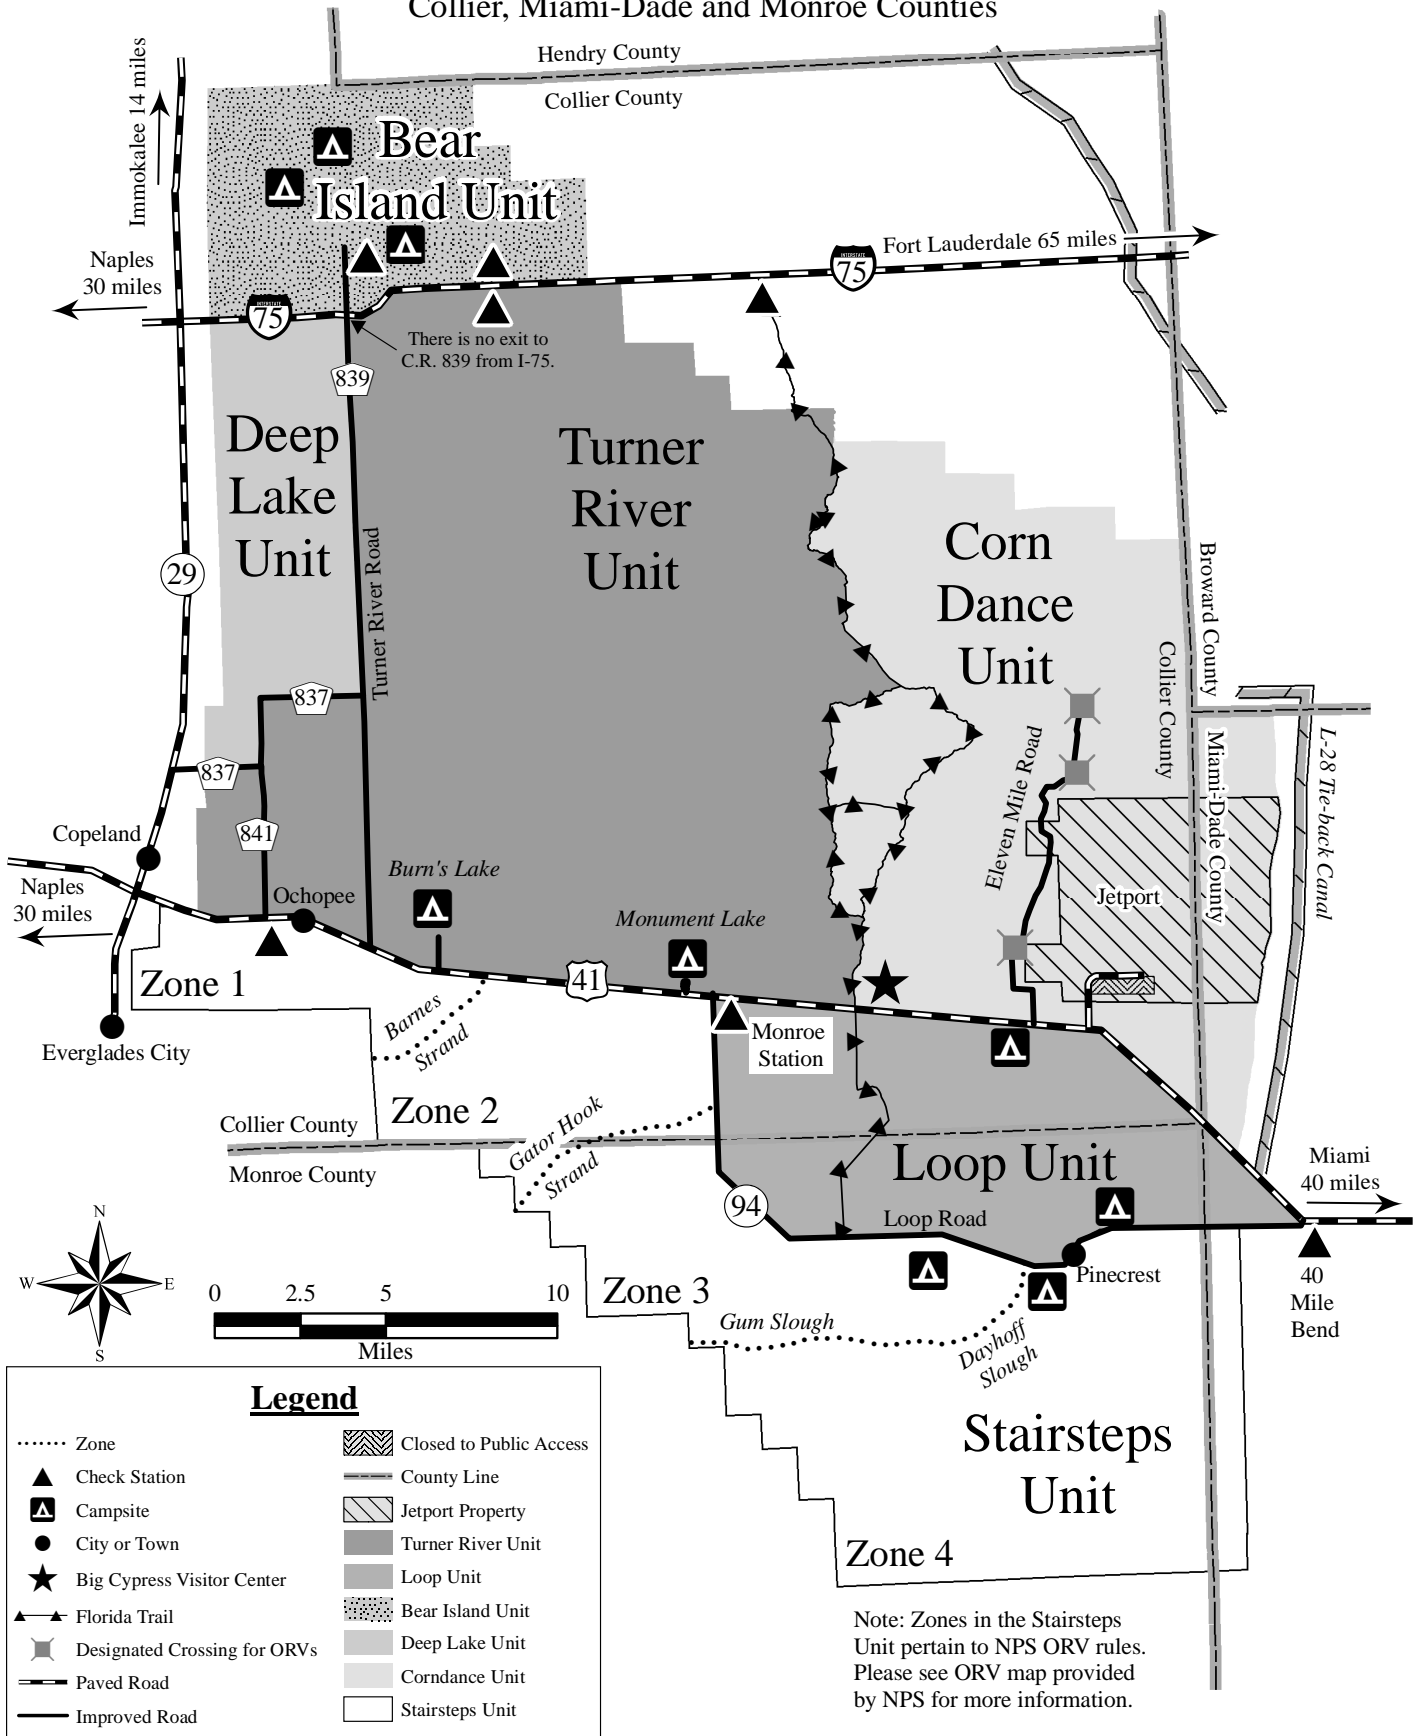 Collier, Miami-Dade and Monroe Counties
Hendry County
Collier County
Immokalee 14 miles
Bear
Island Unit
Naples
30 miles
Fort Lauderdale 65 miles
INTERSTATE
75
INTERSTATE
75
There is no exit to
C.R. 839 from I-75.
839
Deep
Lake
Unit
Turner
River
Unit
Corn
Dance
Unit
29
Turner River Road
Broward County
Collier County
837
837
841
Miami-Dade County
L-28 Tie-back Canal
Eleven Mile Road
Jetport
Copeland
Naples
30 miles
Ochopee
Burn's Lake
Monument Lake
Zone 1
41
Barnes
Strand
Monroe
Station
Everglades City
Zone 2
Collier County
Monroe County
Gator Hook
Strand
Loop Unit
Miami
40 miles
94
Loop Road
Pinecrest
40
Mile
Bend
N
W
E
S
0 2.5 5 10
Miles
Zone 3
Gum Slough
Dayhoff
Slough
Stairsteps
Unit
Zone 4
Legend
Zone
Check Station
Campsite
City or Town
Big Cypress Visitor Center
Florida Trail
Designated Crossing for ORVs
Paved Road
Improved Road
Closed to Public Access
County Line
Jetport Property
Turner River Unit
Loop Unit
Bear Island Unit
Deep Lake Unit
Corndance Unit
Stairsteps Unit
Note: Zones in the Stairsteps
Unit pertain to NPS ORV rules.
Please see ORV map provided
by NPS for more information.